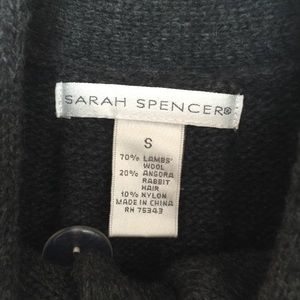 SARAH SPENCER®
S
70% LAMBS'
WOOL
20% ANGORA
RABBIT
HAIR
10% NYLON
MADE IN CHINA
RN 75343